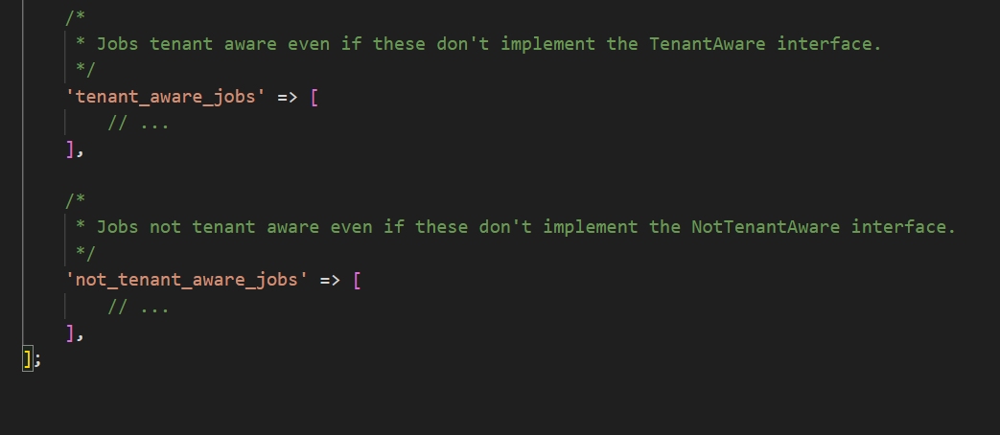 /*
* Jobs tenant aware even if these don't implement the TenantAware interface.
*/
'tenant_aware_jobs' => [
// ...
],
/*
* Jobs not tenant aware even if these don't implement the NotTenantAware interface.
*/
'not_tenant_aware_jobs' => [
// ...
],
];